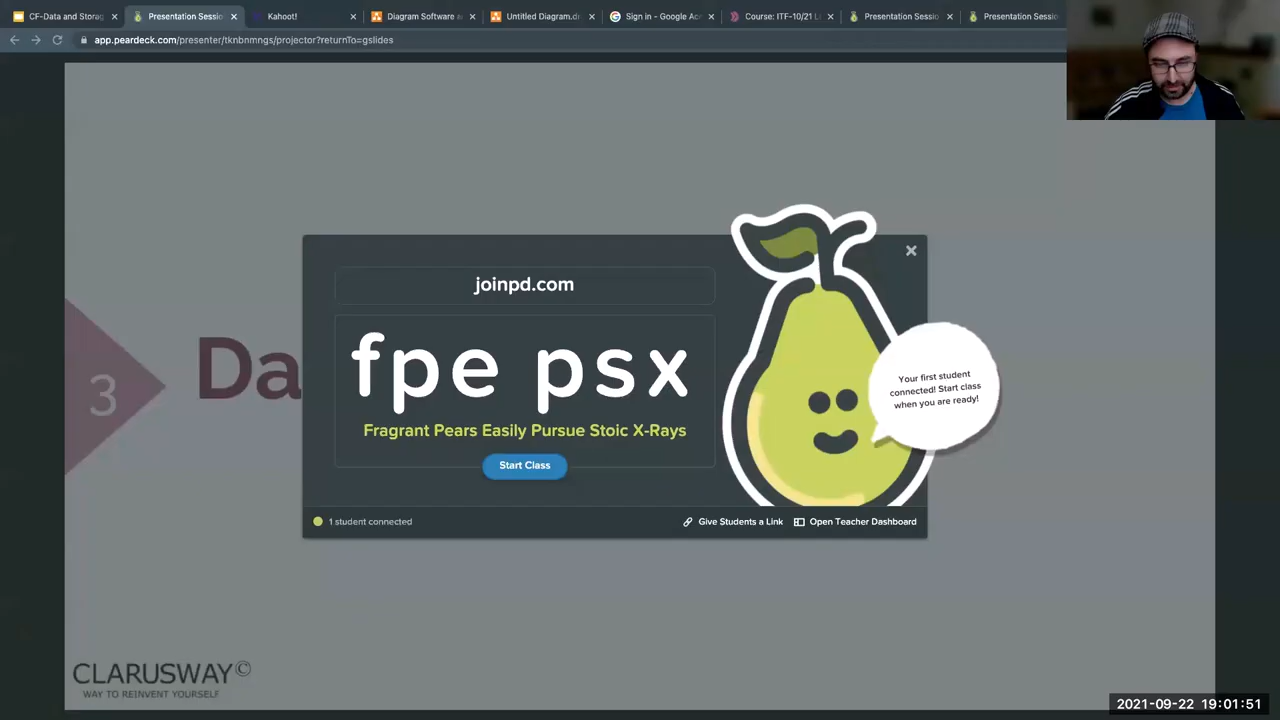 CF-Data and Storag
Presentation Sessio
Kahoot!
Diagram Software a
Untitled Diagram.dr
Sign in - Google Acc
Course: ITF-10/21 L
Presentation Sessio
Presentation Sessio
app.peardeck.com/presenter/tknbnmngs/projector?returnTo=gslides
joinpd.com
fpe psx
Fragrant Pears Easily Pursue Stoic X-Rays
Start Class
Your first student
connected! Start class
when you are ready!
3
Da
1 student connected
Give Students a Link
Open Teacher Dashboard
CLARUSWAY©
WAY TO REINVENT YOURSELF
2021-09-22 19:01:51